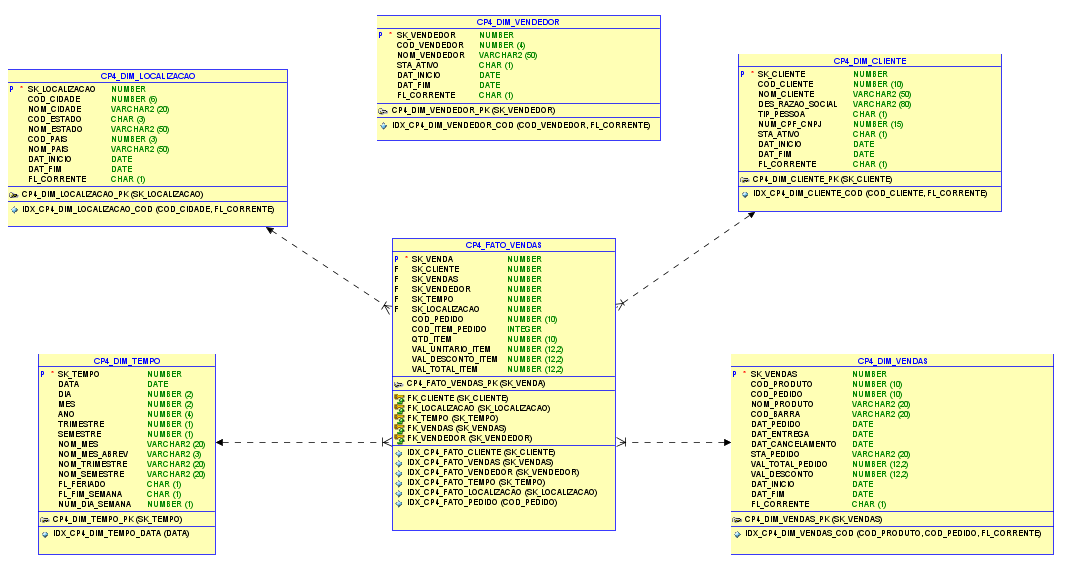 CP4_DIM_VENDEDOR
P * SK_VENDEDOR NUMBER
COD_VENDEDOR NUMBER (4)
NOM_VENDEDOR VARCHAR2 (50)
STA_ATIVO CHAR (1)
DAT_INICIO DATE
DAT_FIM DATE
FL_CORRENTE CHAR (1)
CP4_DIM_VENDEDOR_PK (SK_VENDEDOR)
IDX_CP4_DIM_VENDEDOR_COD (COD_VENDEDOR, FL_CORRENTE)
CP4_DIM_LOCALIZACAO
P * SK_LOCALIZACAO NUMBER
COD_CIDADE NUMBER (6)
NOM_CIDADE VARCHAR2 (20)
COD_ESTADO CHAR (3)
NOM_ESTADO VARCHAR2 (50)
COD_PAIS NUMBER (3)
NOM_PAIS VARCHAR2 (50)
DAT_INICIO DATE
DAT_FIM DATE
FL_CORRENTE CHAR (1)
CP4_DIM_LOCALIZACAO_PK (SK_LOCALIZACAO)
IDX_CP4_DIM_LOCALIZACAO_COD (COD_CIDADE, FL_CORRENTE)
CP4_DIM_CLIENTE
P * SK_CLIENTE NUMBER
COD_CLIENTE NUMBER (10)
NOM_CLIENTE VARCHAR2 (50)
DES_RAZAO_SOCIAL VARCHAR2 (80)
TIP_PESSOA CHAR (1)
NUM_CPF_CNPJ NUMBER (15)
STA_ATIVO CHAR (1)
DAT_INICIO DATE
DAT_FIM DATE
FL_CORRENTE CHAR (1)
CP4_DIM_CLIENTE_PK (SK_CLIENTE)
IDX_CP4_DIM_CLIENTE_COD (COD_CLIENTE, FL_CORRENTE)
CP4_FATO_VENDAS
P * SK_VENDA NUMBER
F SK_CLIENTE NUMBER
F SK_VENDAS NUMBER
F SK_VENDEDOR NUMBER
F SK_TEMPO NUMBER
F SK_LOCALIZACAO NUMBER
COD_PEDIDO NUMBER (10)
COD_ITEM_PEDIDO INTEGER
QTD_ITEM NUMBER (10)
VAL_UNITARIO_ITEM NUMBER (12,2)
VAL_DESCONTO_ITEM NUMBER (12,2)
VAL_TOTAL_ITEM NUMBER (12,2)
CP4_FATO_VENDAS_PK (SK_VENDA)
FK_CLIENTE (SK_CLIENTE)
FK_LOCALIZACAO (SK_LOCALIZACAO)
FK_TEMPO (SK_TEMPO)
FK_VENDAS (SK_VENDAS)
FK_VENDEDOR (SK_VENDEDOR)
IDX_CP4_FATO_CLIENTE (SK_CLIENTE)
IDX_CP4_FATO_VENDAS (SK_VENDAS)
IDX_CP4_FATO_VENDEDOR (SK_VENDEDOR)
IDX_CP4_FATO_TEMPO (SK_TEMPO)
IDX_CP4_FATO_LOCALIZACAO (SK_LOCALIZACAO)
IDX_CP4_FATO_PEDIDO (COD_PEDIDO)
CP4_DIM_TEMPO
P * SK_TEMPO NUMBER
DATA DATE
DIA NUMBER (2)
MES NUMBER (2)
ANO NUMBER (4)
TRIMESTRE NUMBER (1)
SEMESTRE NUMBER (1)
NOM_MES VARCHAR2 (20)
NOM_MES_ABREV VARCHAR2 (3)
NOM_TRIMESTRE VARCHAR2 (20)
NOM_SEMESTRE VARCHAR2 (20)
FL_FERIADO CHAR (1)
FL_FIM_SEMANA CHAR (1)
NUM_DIA_SEMANA NUMBER (1)
CP4_DIM_TEMPO_PK (SK_TEMPO)
IDX_CP4_DIM_TEMPO_DATA (DATA)
CP4_DIM_VENDAS
P * SK_VENDAS NUMBER
COD_PRODUTO NUMBER (10)
COD_PEDIDO NUMBER (10)
NOM_PRODUTO VARCHAR2 (20)
COD_BARRA VARCHAR2 (20)
DAT_PEDIDO DATE
DAT_ENTREGA DATE
DAT_CANCELAMENTO DATE
STA_PEDIDO VARCHAR2 (20)
VAL_TOTAL_PEDIDO NUMBER (12,2)
VAL_DESCONTO NUMBER (12,2)
DAT_INICIO DATE
DAT_FIM DATE
FL_CORRENTE CHAR (1)
CP4_DIM_VENDAS_PK (SK_VENDAS)
IDX_CP4_DIM_VENDAS_COD (COD_PRODUTO, COD_PEDIDO, FL_CORRENTE)